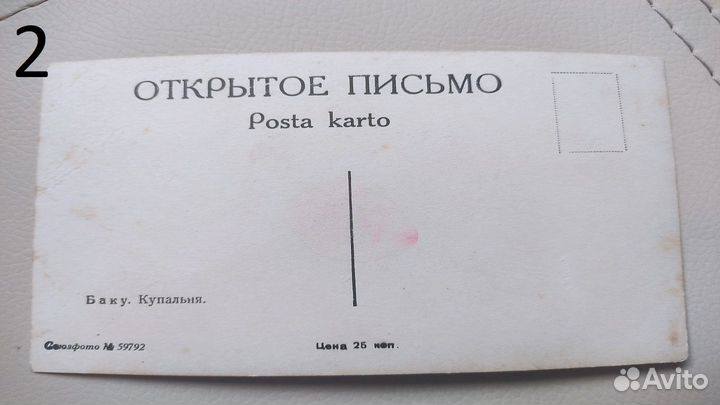 2
ОТКРЫТОЕ ПИСЬМО
Posta karto
Баку. Купальня.
Союзфото № 59792
Цена 25 коп.
Avito